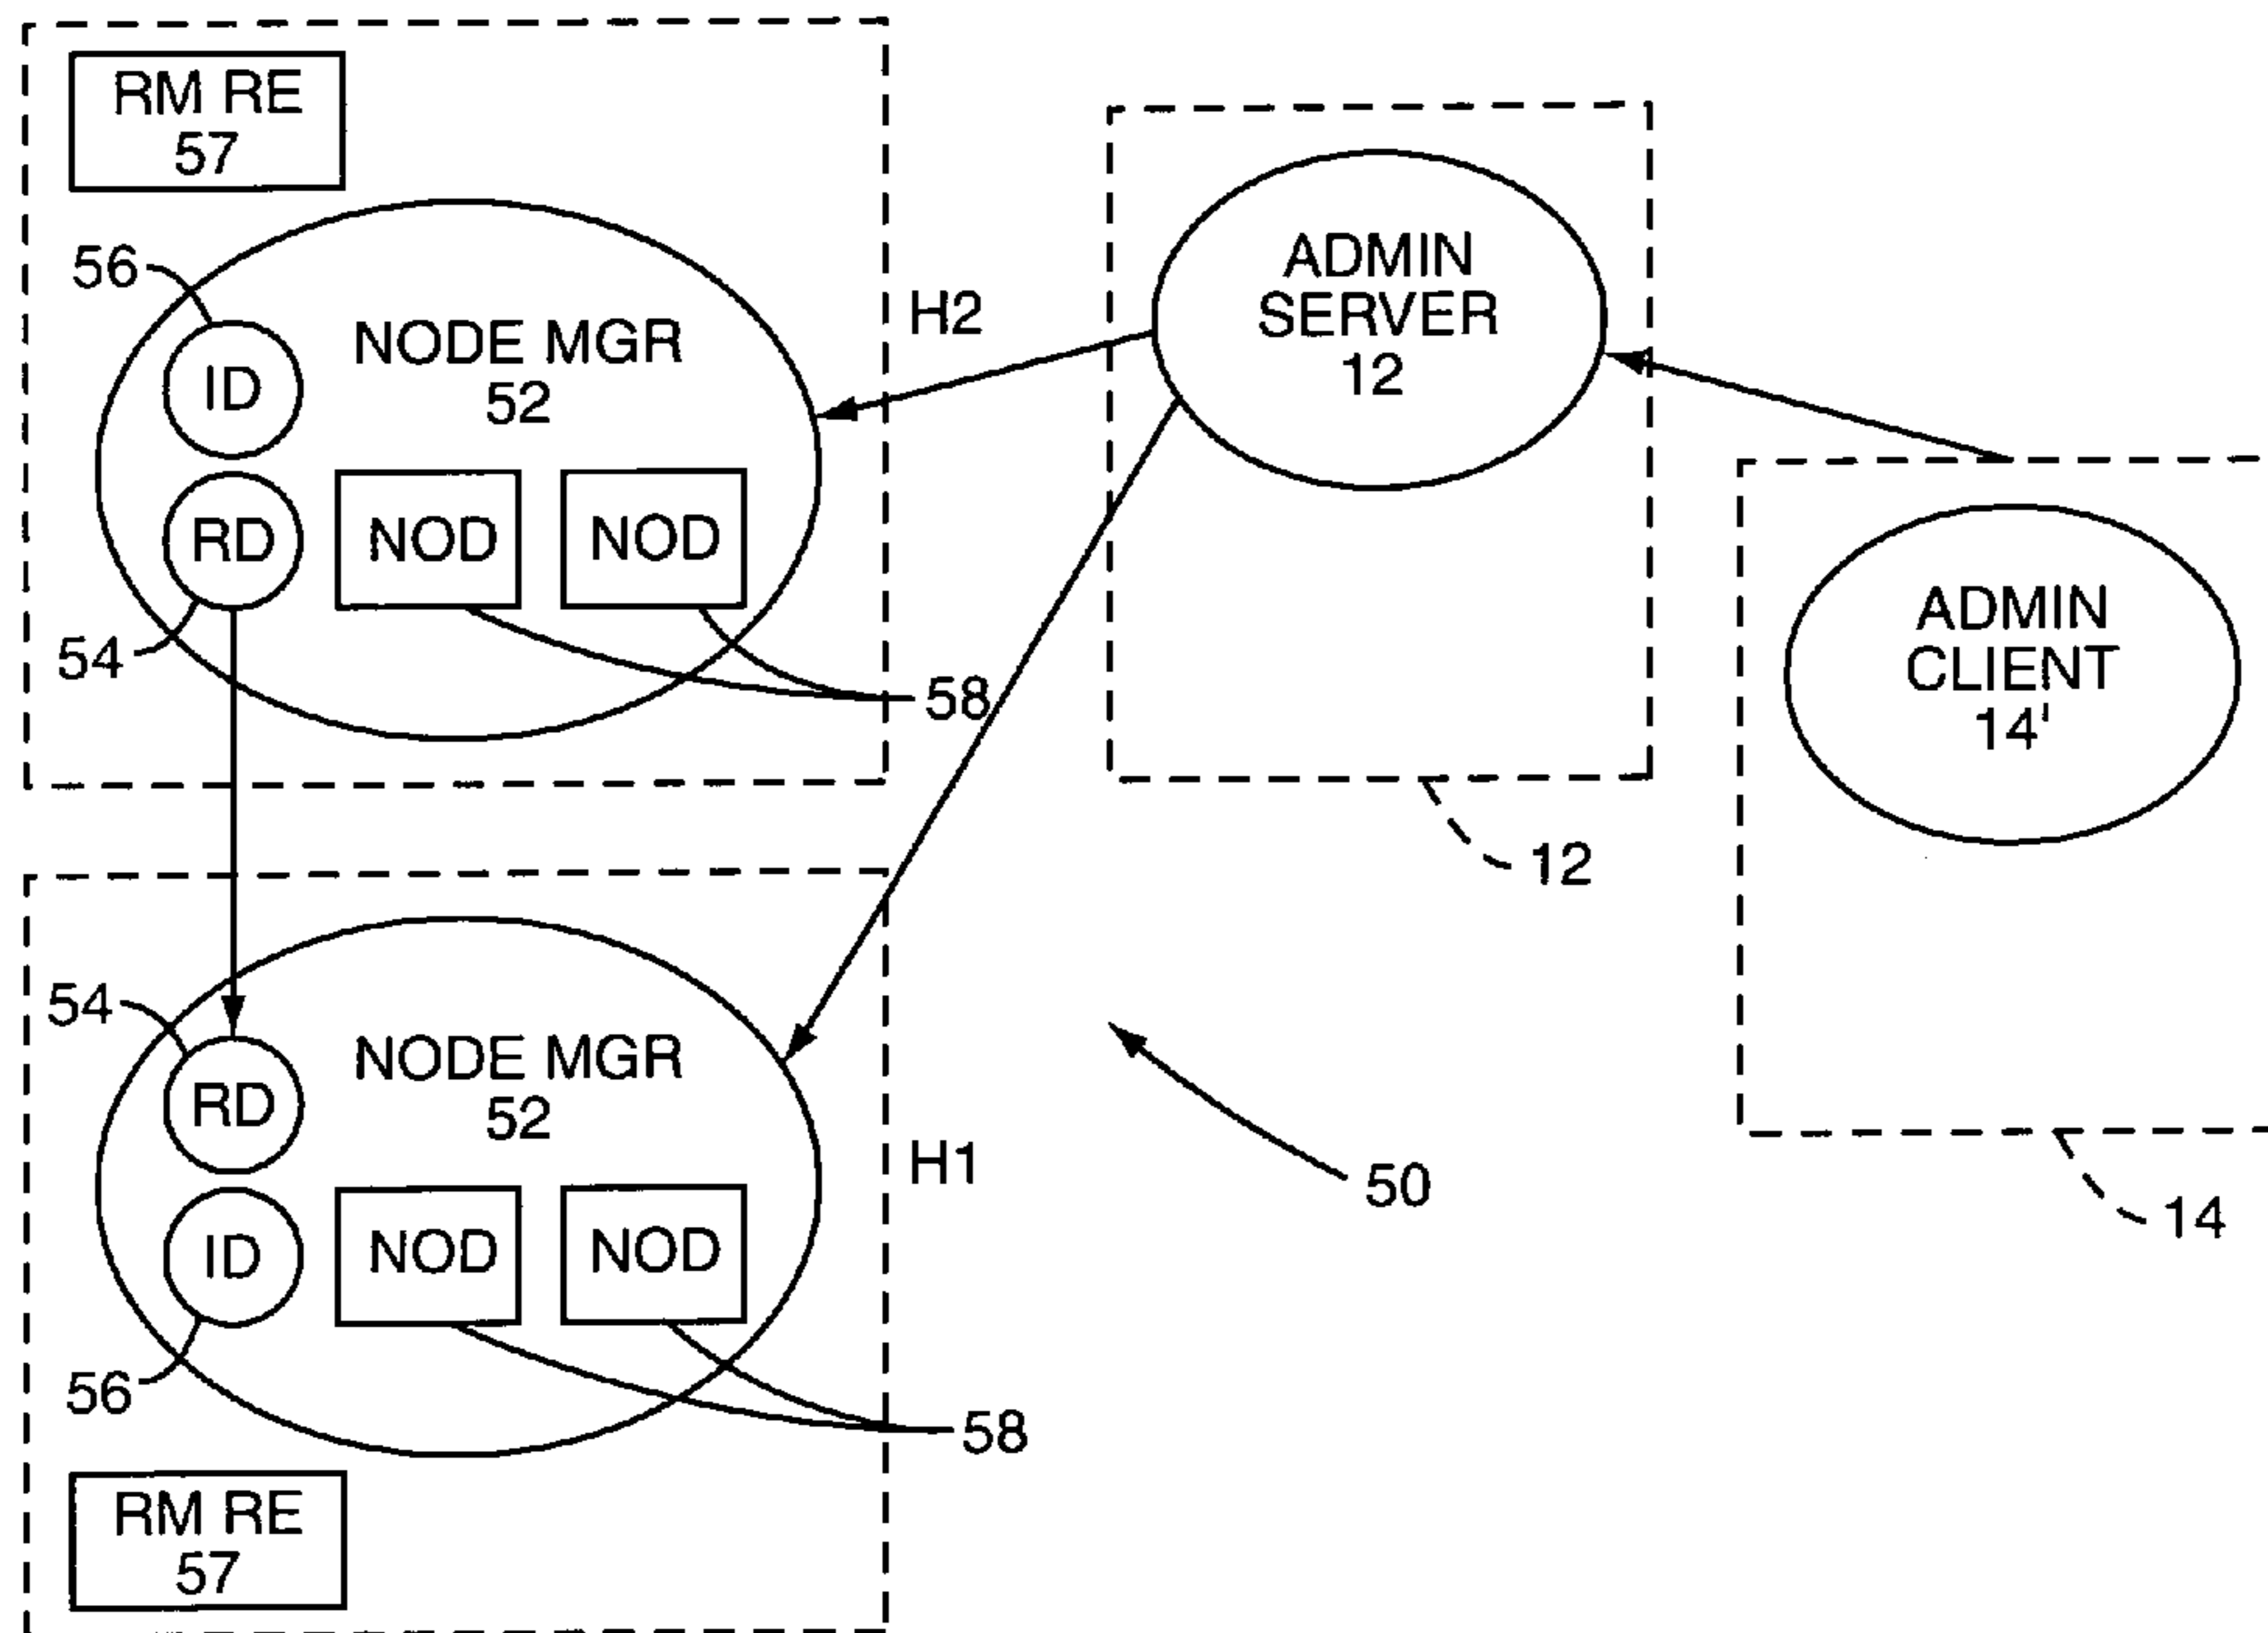 RM RE
57
56
ID
NODE MGR
52
H2
RD
NOD
NOD
54
58
ADMIN
SERVER
12
12
ADMIN
CLIENT
14'
14
54
RD
NODE MGR
52
H1
ID
NOD
NOD
56
58
RM RE
57
50